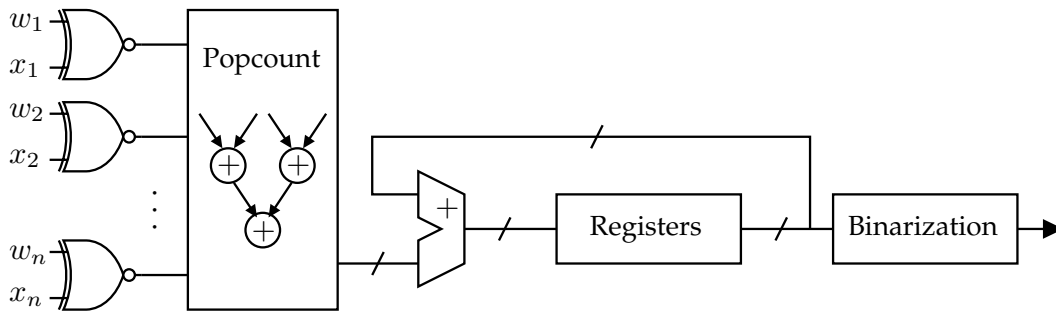 w₁
x₁
w₂
x₂
⋮
wₙ
xₙ
Popcount
+ +
+
+
Registers
Binarization